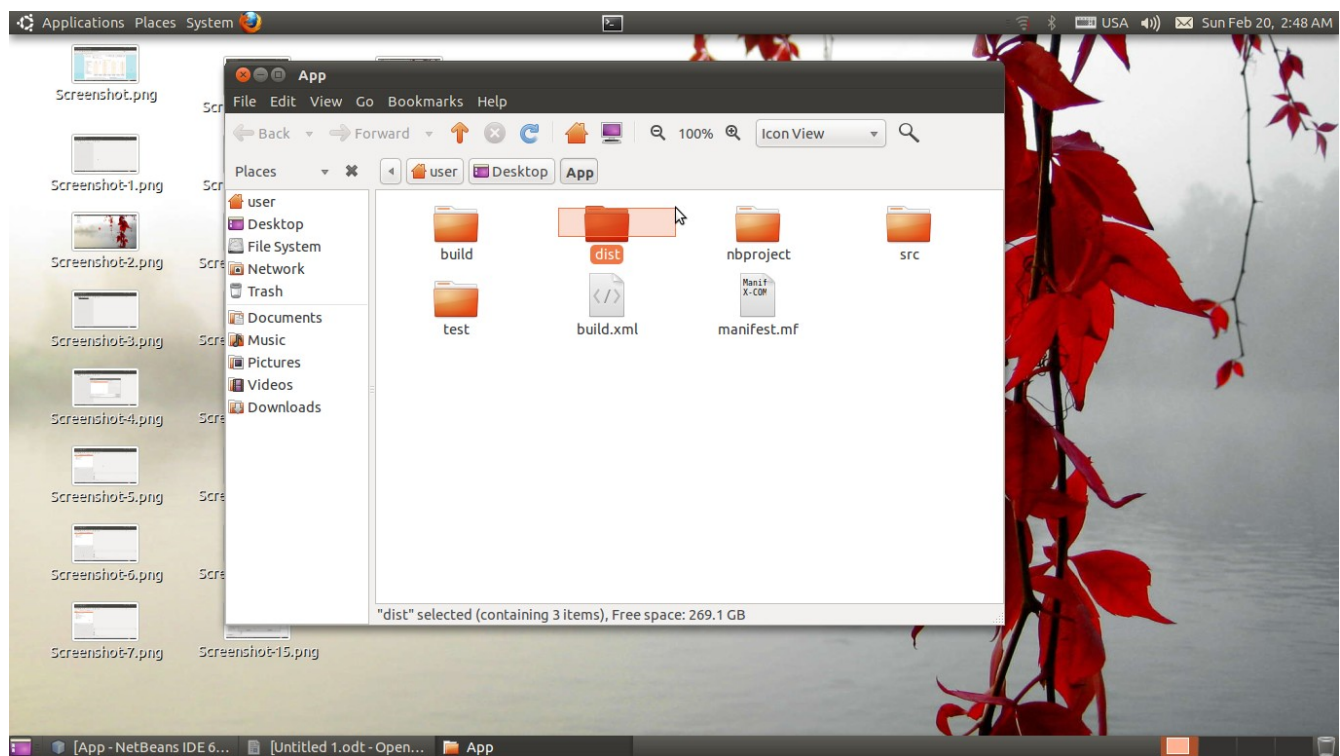 Applications Places System
USA
Sun Feb 20, 2:48 AM
Screenshot.png
Screenshot-1.png
Screenshot-2.png
Screenshot-3.png
Screenshot-4.png
Screenshot-5.png
Screenshot-6.png
Screenshot-7.png
Screenshot-15.png
App
File Edit View Go Bookmarks Help
Back Forward 100% Icon View
Places
user Desktop App
user
Desktop
File System
Network
Trash
Documents
Music
Pictures
Videos
Downloads
build dist nbproject src
</>
Manif
X-COM
test build.xml manifest.mf
"dist" selected (containing 3 items), Free space: 269.1 GB
[App - NetBeans IDE 6... [Untitled 1.odt - Open... App